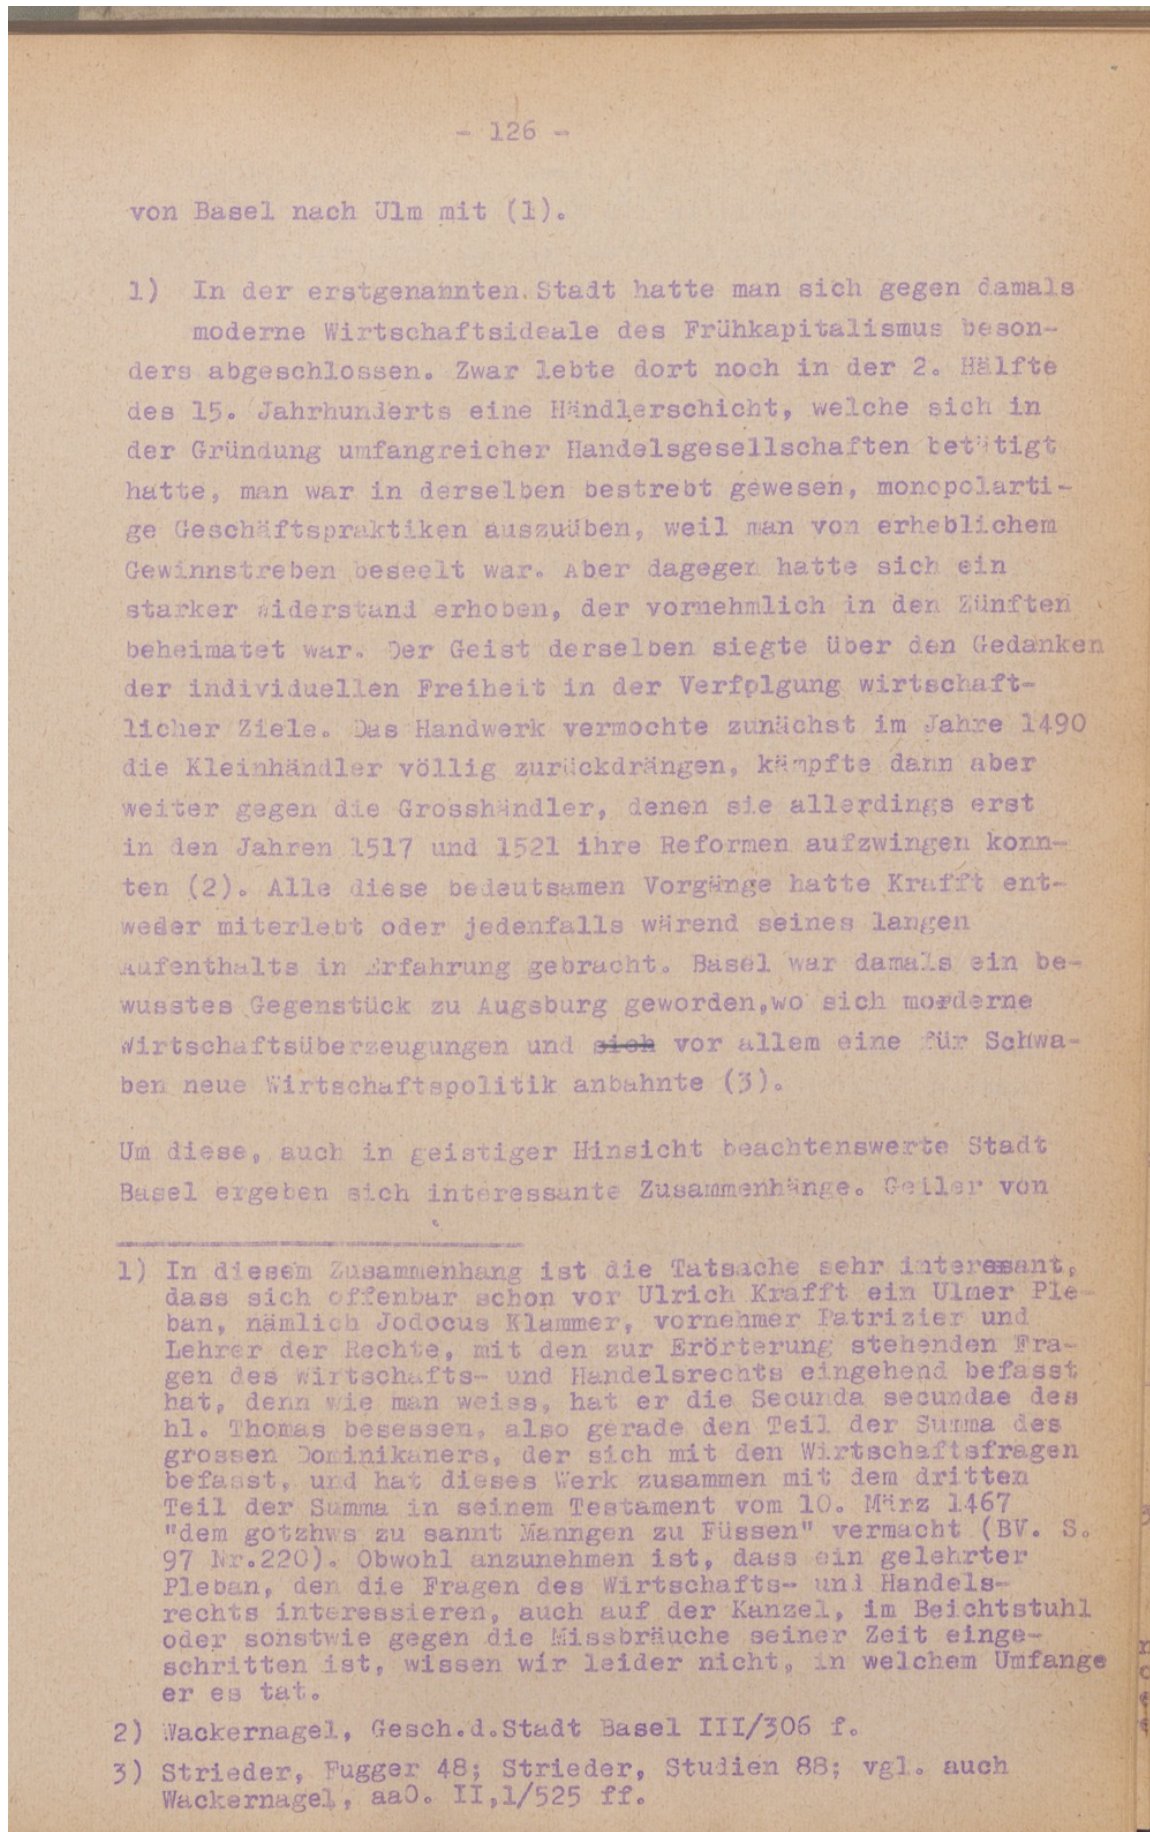 - 126 -
von Basel nach Ulm mit (1).
1) In der erstgenannten Stadt hatte man sich gegen damals
moderne Wirtschaftsideale des Frühkapitalismus beson-
ders abgeschlossen. Zwar lebte dort noch in der 2. Hälfte
des 15. Jahrhunderts eine Händlerschicht, welche sich in
der Gründung umfangreicher Handelsgesellschaften betätigt
hatte, man war in derselben bestrebt gewesen, monopolarti-
ge Geschäftspraktiken auszuüben, weil man von erheblichem
Gewinnstreben beseelt war. Aber dagegen hatte sich ein
starker Widerstand erhoben, der vornehmlich in den Zünften
beheimatet war. Der Geist derselben siegte über den Gedanken
der individuellen Freiheit in der Verfolgung wirtschaft-
licher Ziele. Das Handwerk vermochte zunächst im Jahre 1490
die Kleinhändler völlig zurückdrängen, kämpfte dann aber
weiter gegen die Grosshändler, denen sie allerdings erst
in den Jahren 1517 und 1521 ihre Reformen aufzwingen konn-
ten (2). Alle diese bedeutsamen Vorgänge hatte Krafft ent-
weder miterlebt oder jedenfalls wärend seines langen
Aufenthalts in Erfahrung gebracht. Basel war damals ein be-
wusstes Gegenstück zu Augsburg geworden,wo sich morderne
Wirtschaftsüberzeugungen und sich vor allem eine für Schwa-
ben neue Wirtschaftspolitik anbahnte (3).
Um diese, auch in geistiger Hinsicht beachtenswerte Stadt
Basel ergeben sich interessante Zusammenhänge. Geiler von
1) In diesem Zusammenhang ist die Tatsache sehr interessant,
dass sich offenbar schon vor Ulrich Krafft ein Ulmer Ple-
ban, nämlich Jodocus Klammer, vornehmer Patrizier und
Lehrer der Rechte, mit den zur Erörterung stehenden Fra-
gen des Wirtschafts- und Handelsrechts eingehend befasst
hat, denn wie man weiss, hat er die Secunda secundae des
hl. Thomas besessen, also gerade den Teil der Summa des
grossen Dominikaners, der sich mit den Wirtschaftsfragen
befasst, und hat dieses Werk zusammen mit dem dritten
Teil der Summa in seinem Testament vom 10. März 1467
"dem gotzhws zu sannt Manngen zu Füssen" vermacht (BV. S.
97 Nr.220). Obwohl anzunehmen ist, dass ein gelehrter
Pleban, den die Fragen des Wirtschafts- und Handels-
rechts interessieren, auch auf der Kanzel, im Beichtstuhl
oder sonstwie gegen die Missbräuche seiner Zeit einge-
schritten ist, wissen wir leider nicht, in welchem Umfange
er es tat.
2) Wackernagel, Gesch.d.Stadt Basel III/306 f.
3) Strieder, Fugger 48; Strieder, Studien 88; vgl. auch
Wackernagel, aaO. II,1/525 ff.